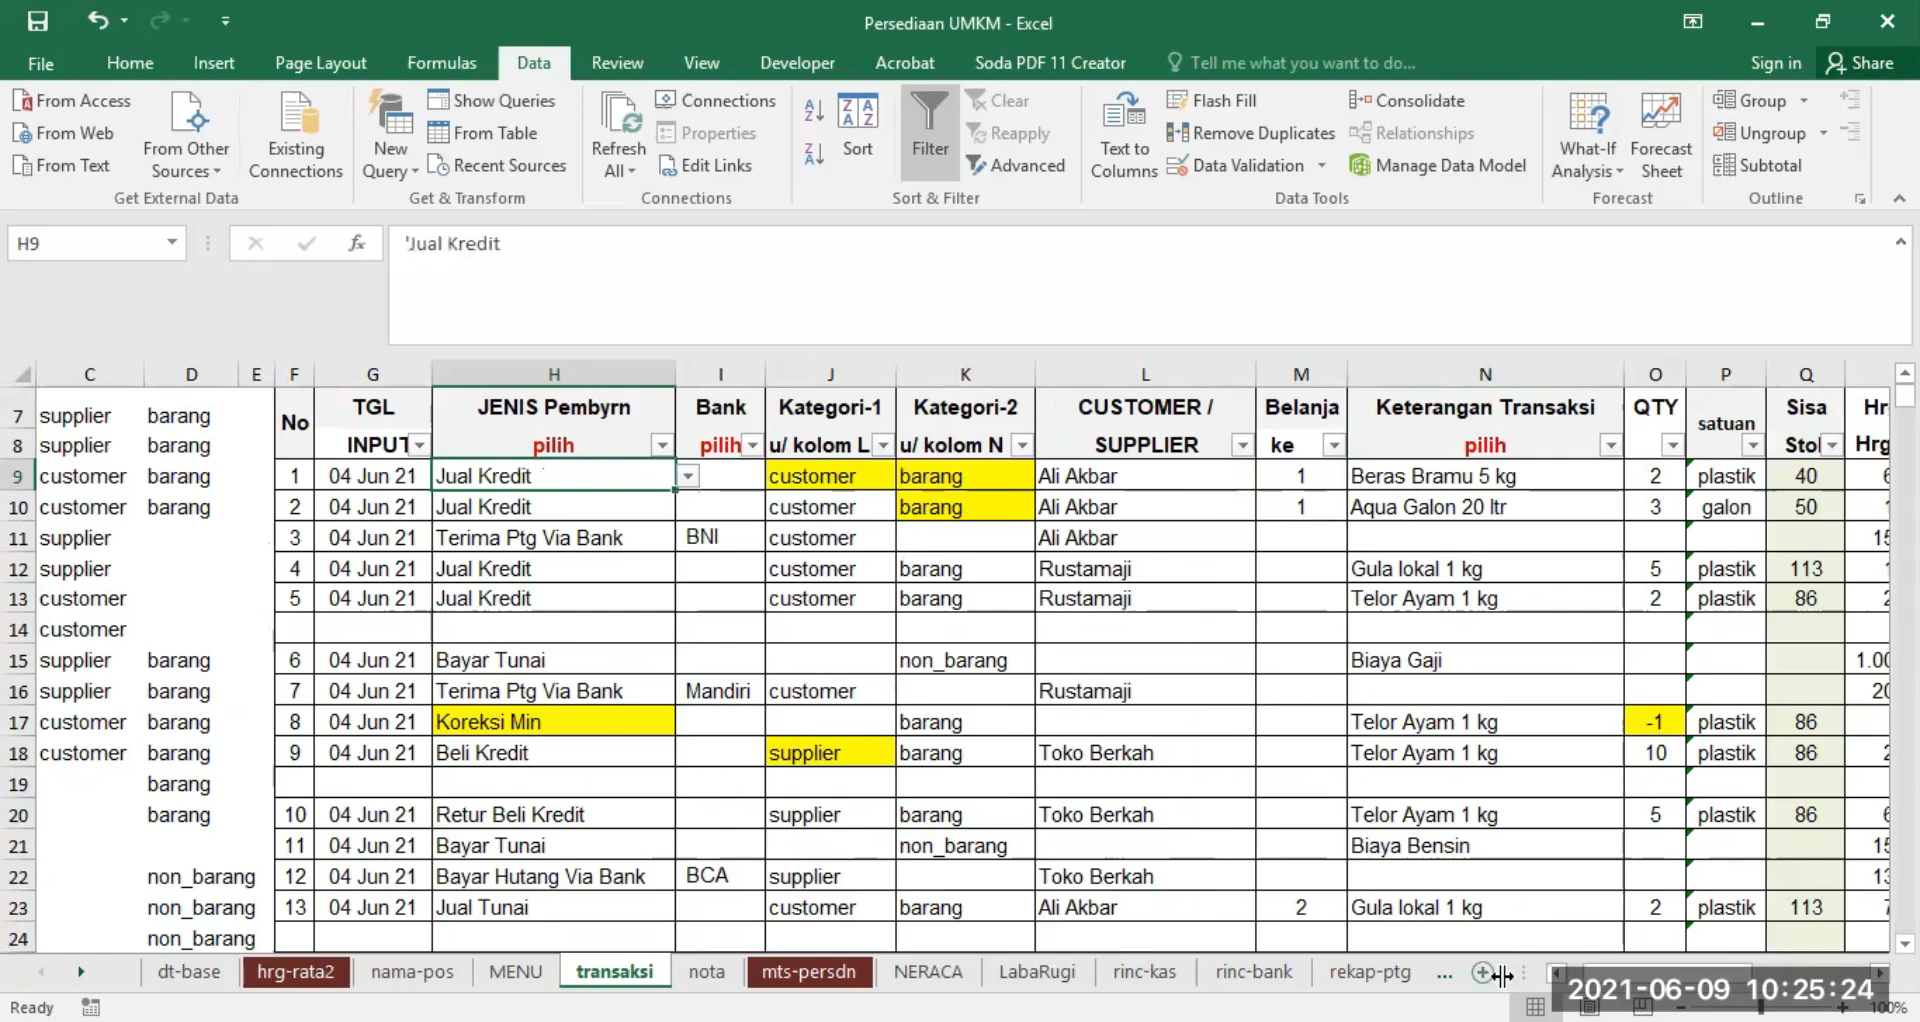 Persediaan UMKM - Excel
File Home Insert Page Layout Formulas Data Review View Developer Acrobat Soda PDF 11 Creator Tell me what you want to do... Sign in Share
From Access
From Web
From Text
From Other Sources
Existing Connections
Get External Data
New Query
Show Queries
From Table
Recent Sources
Get & Transform
Refresh All
Connections
Properties
Edit Links
Connections
Sort
Filter
Clear
Reapply
Advanced
Sort & Filter
Text to Columns
Flash Fill
Remove Duplicates
Data Validation
Consolidate
Relationships
Manage Data Model
Data Tools
What-If Analysis
Forecast Sheet
Forecast
Group
Ungroup
Subtotal
Outline
H9 fx 'Jual Kredit
C D E F G H I J K L M N O P Q
7 supplier barang No TGL JENIS Pembyrn Bank Kategori-1 Kategori-2 CUSTOMER / Belanja Keterangan Transaksi QTY satuan Sisa
8 supplier barang INPUT pilih pilih u/ kolom L u/ kolom N SUPPLIER ke pilih
9 customer barang 1 04 Jun 21 Jual Kredit customer barang Ali Akbar 1 Beras Bramu 5 kg 2 plastik 40
10 customer barang 2 04 Jun 21 Jual Kredit customer barang Ali Akbar 1 Aqua Galon 20 ltr 3 galon 50
11 supplier 3 04 Jun 21 Terima Ptg Via Bank BNI customer Ali Akbar
12 supplier 4 04 Jun 21 Jual Kredit customer barang Rustamaji Gula lokal 1 kg 5 plastik 113
13 customer 5 04 Jun 21 Jual Kredit customer barang Rustamaji Telor Ayam 1 kg 2 plastik 86
14 customer
15 supplier barang 6 04 Jun 21 Bayar Tunai non_barang Biaya Gaji
16 supplier barang 7 04 Jun 21 Terima Ptg Via Bank Mandiri customer Rustamaji
17 customer barang 8 04 Jun 21 Koreksi Min barang Telor Ayam 1 kg -1 plastik 86
18 customer barang 9 04 Jun 21 Beli Kredit supplier barang Toko Berkah Telor Ayam 1 kg 10 plastik 86
19 barang
20 barang 10 04 Jun 21 Retur Beli Kredit supplier barang Toko Berkah Telor Ayam 1 kg 5 plastik 86
21 11 04 Jun 21 Bayar Tunai non_barang Biaya Bensin
22 non_barang 12 04 Jun 21 Bayar Hutang Via Bank BCA supplier Toko Berkah
23 non_barang 13 04 Jun 21 Jual Tunai customer barang Ali Akbar 2 Gula lokal 1 kg 2 plastik 113
24 non_barang
dt-base hrg-rata2 nama-pos MENU transaksi nota mts-persdn NERACA LabaRugi rinc-kas rinc-bank rekap-ptg ...
2021-06-09 10:25:24
Ready 100%